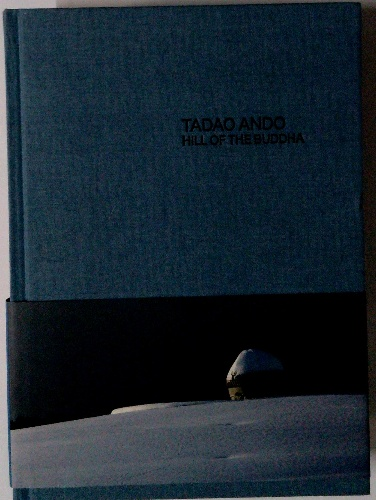 TADAO ANDO
HILL OF THE BUDDHA